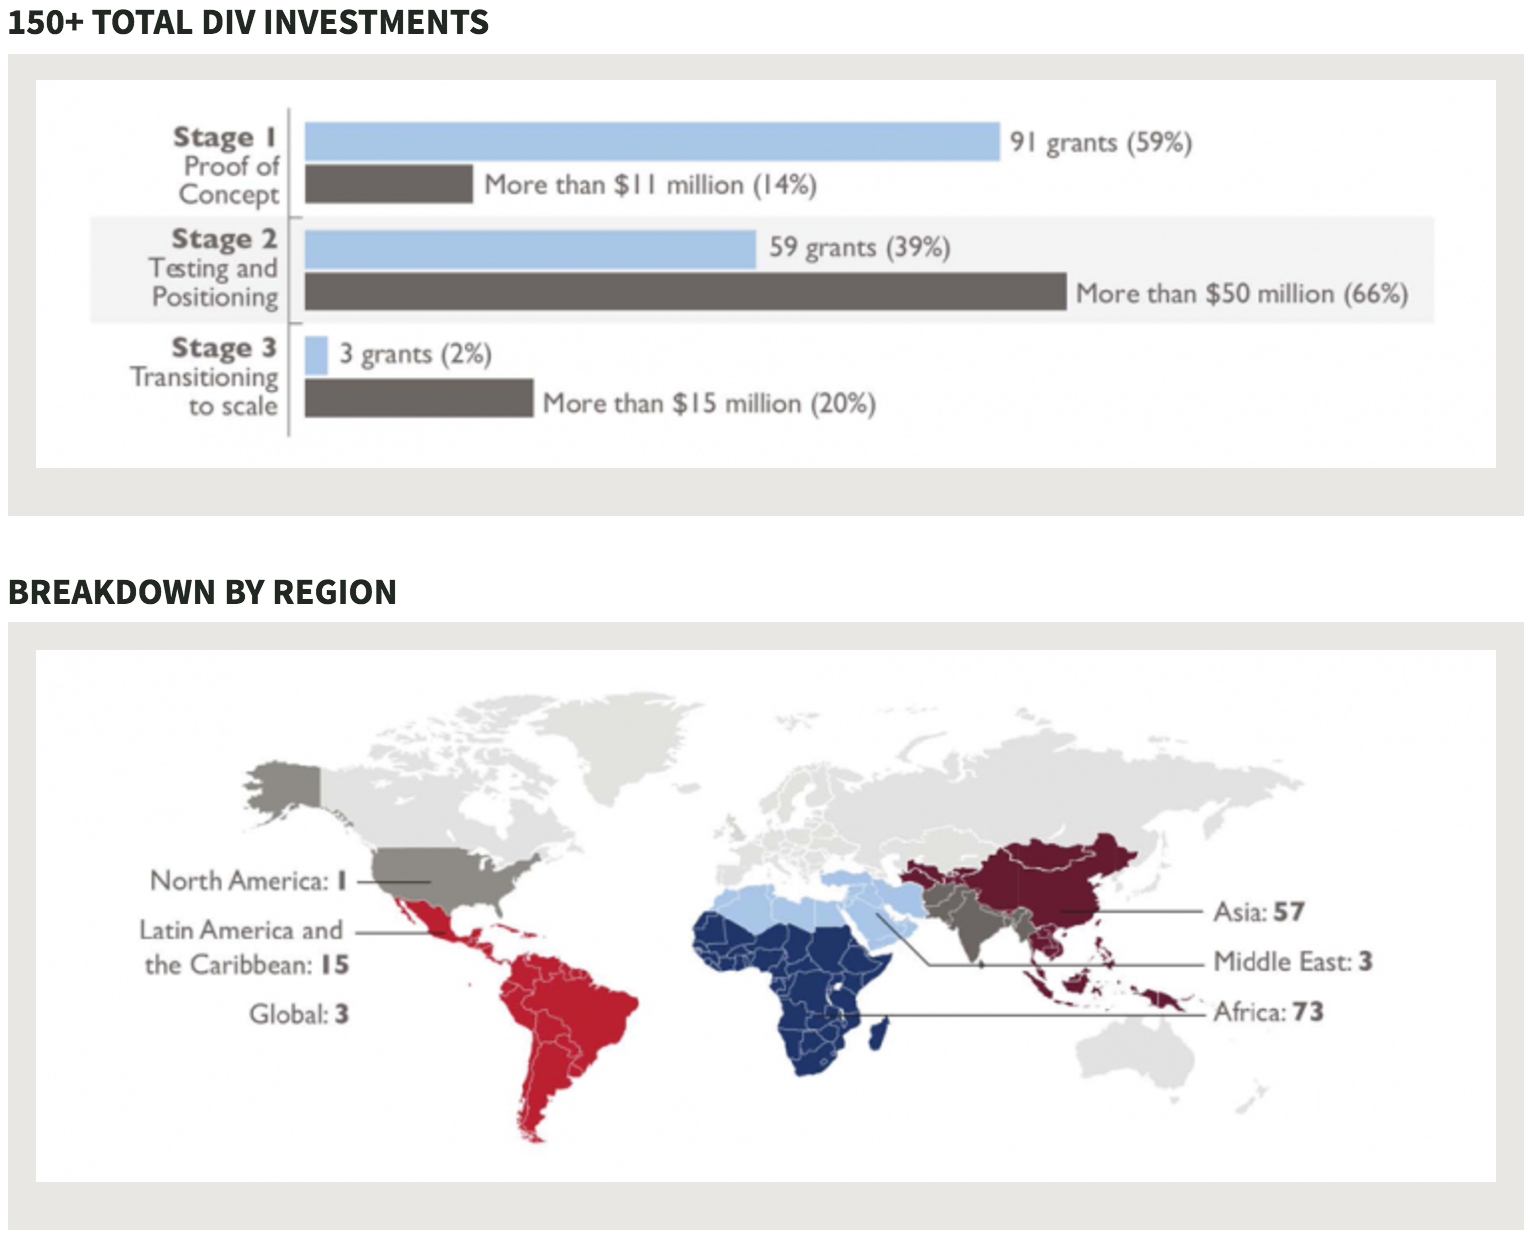 150+ TOTAL DIV INVESTMENTS
Stage 1
Proof of
Concept
91 grants (59%)
More than $11 million (14%)
Stage 2
Testing and
Positioning
59 grants (39%)
More than $50 million (66%)
Stage 3
Transitioning
to scale
3 grants (2%)
More than $15 million (20%)
BREAKDOWN BY REGION
North America: 1
Latin America and
the Caribbean: 15
Global: 3
Asia: 57
Middle East: 3
Africa: 73